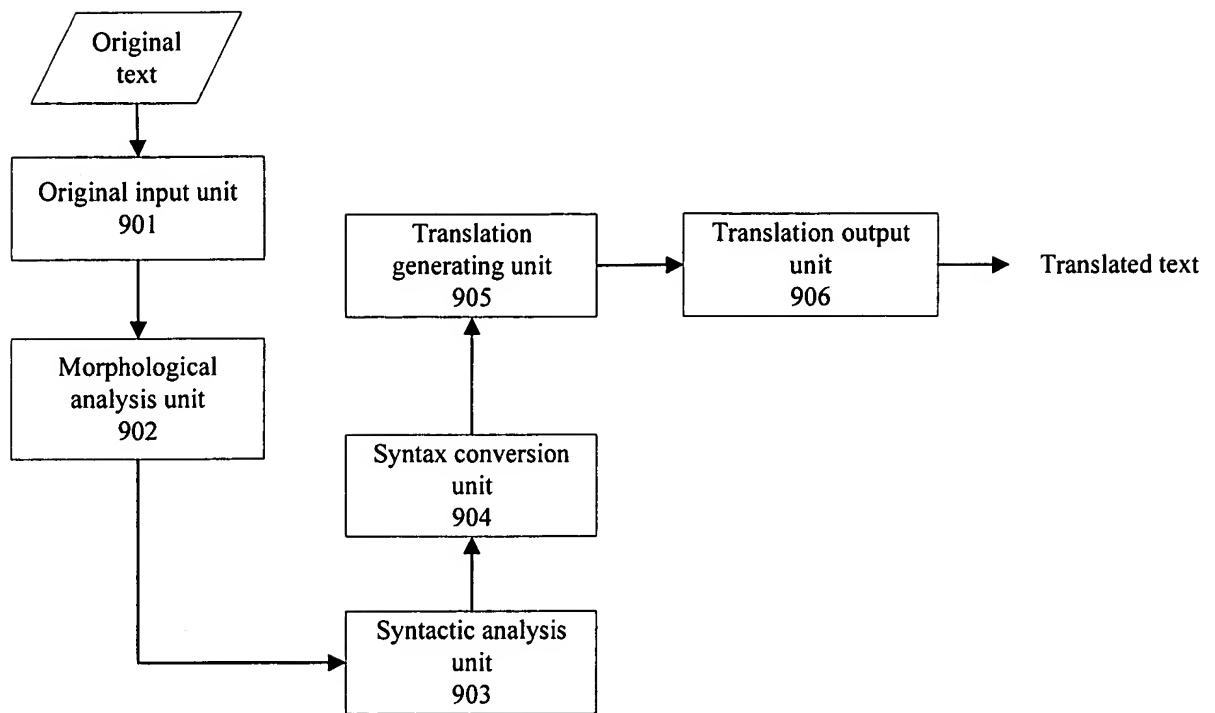 Original
text
Original input unit
901
Morphological
analysis unit
902
Syntactic analysis
unit
903
Syntax conversion
unit
904
Translation
generating unit
905
Translation output
unit
906
Translated text